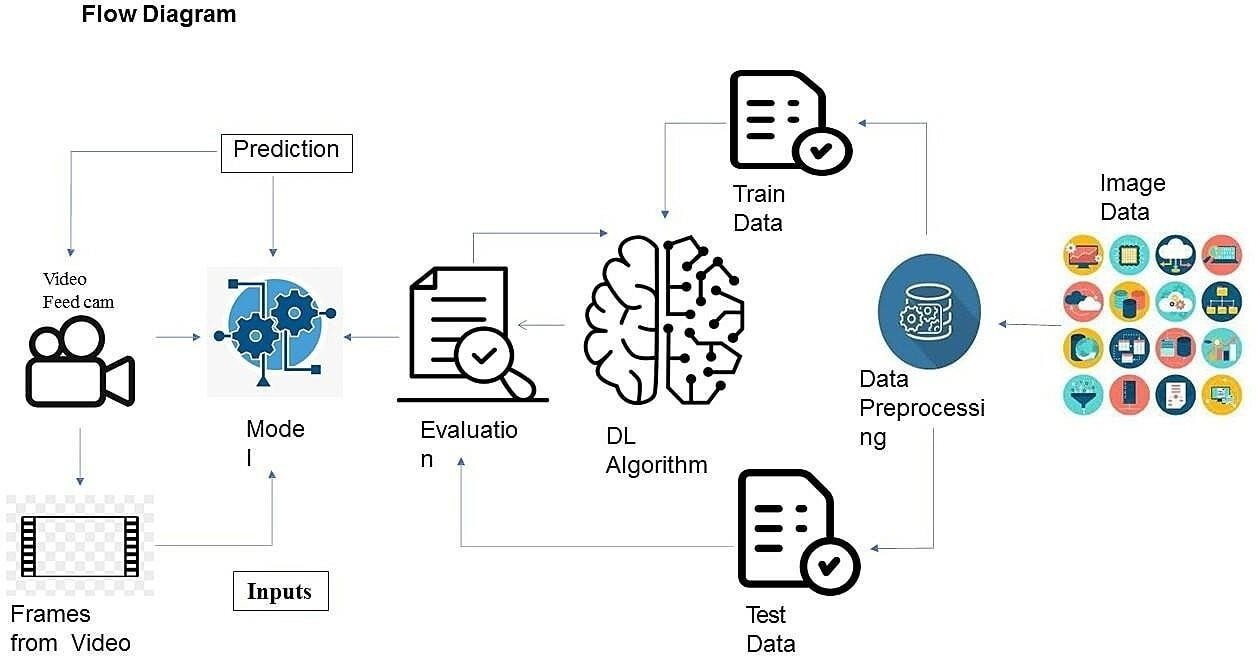 Flow Diagram
Prediction
Train
Data
Image
Data
Video
Feed cam
Data
Preprocessi
ng
Mode
l
Evaluatio
n
DL
Algorithm
Inputs
Frames
from Video
Test
Data